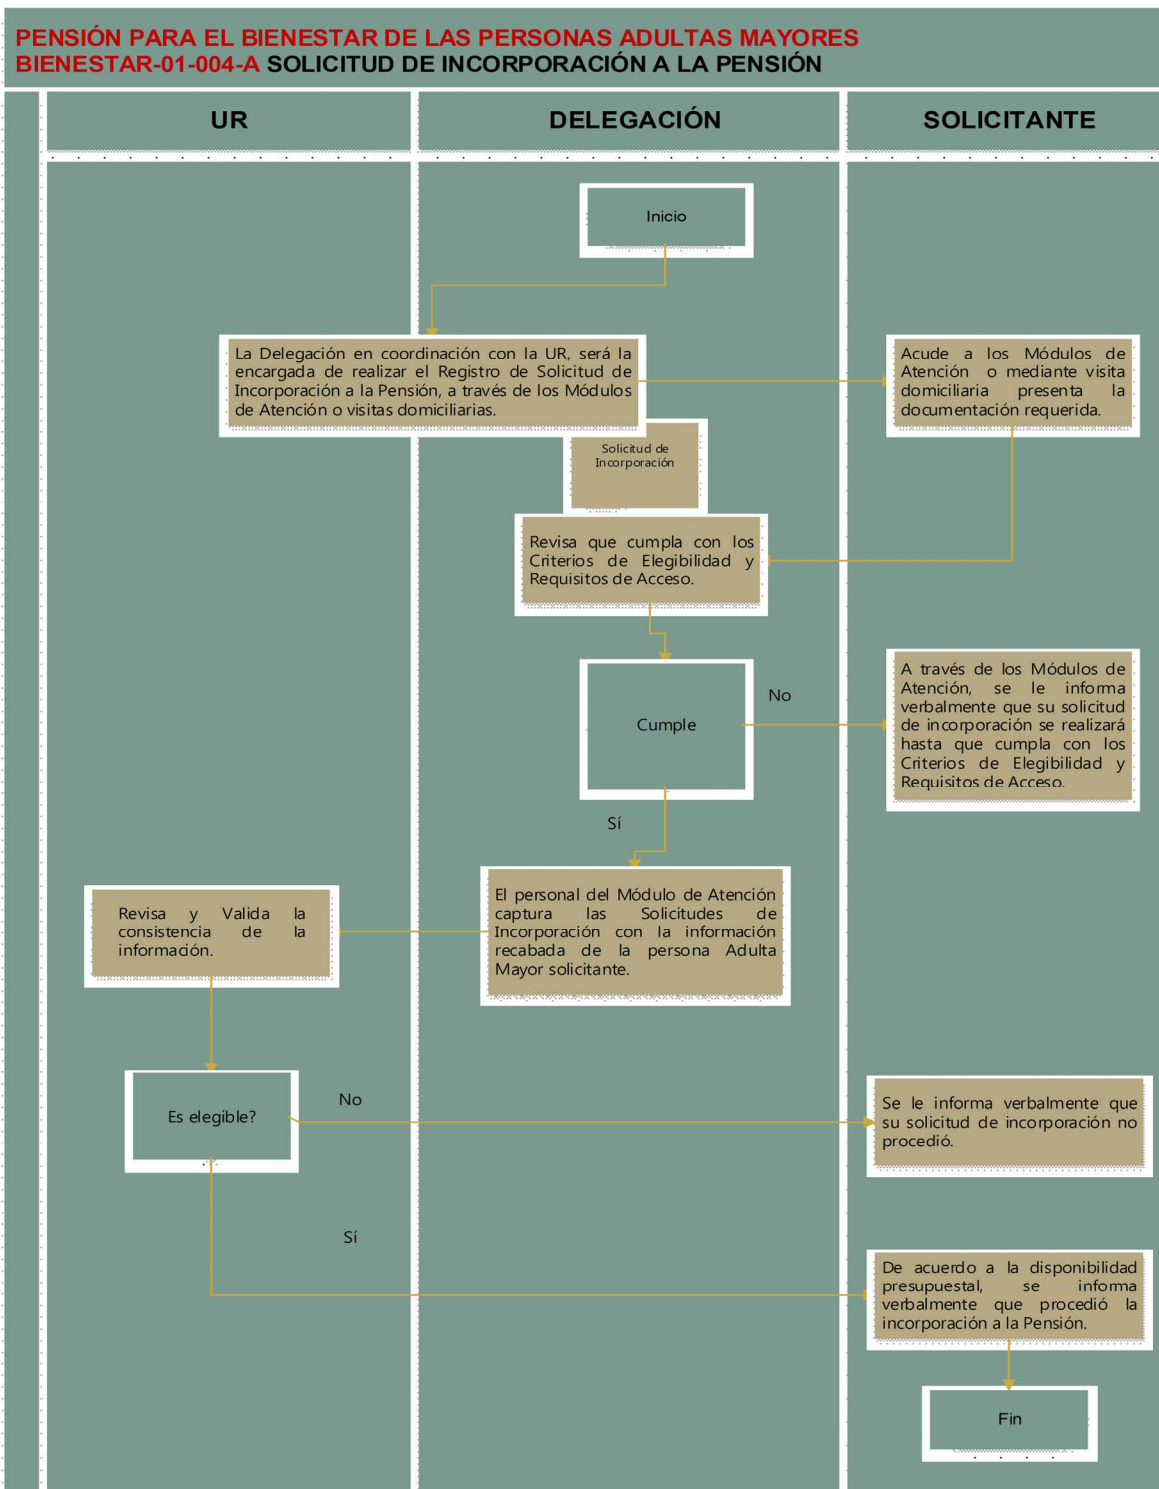 PENSIÓN PARA EL BIENESTAR DE LAS PERSONAS ADULTAS MAYORES
BIENESTAR-01-004-A SOLICITUD DE INCORPORACIÓN A LA PENSIÓN
UR
DELEGACIÓN
SOLICITANTE
Inicio
La Delegación en coordinación con la UR, será la
encargada de realizar el Registro de Solicitud de
Incorporación a la Pensión, a través de los Módulos
de Atención o visitas domiciliarias.
Acude a los Módulos de
Atención o mediante visita
domiciliaria presenta la
documentación requerida.
Solicitud de
Incorporación
Revisa que cumpla con los
Criterios de Elegibilidad y
Requisitos de Acceso.
Cumple
No
A través de los Módulos de
Atención, se le informa
verbalmente que su solicitud
de incorporación se realizará
hasta que cumpla con los
Criterios de Elegibilidad y
Requisitos de Acceso.
Sí
El personal del Módulo de Atención
captura las Solicitudes de
Incorporación con la información
recabada de la persona Adulta
Mayor solicitante.
Revisa y Valida la
consistencia de la
información.
Es elegible?
No
Se le informa verbalmente que
su solicitud de incorporación no
procedió.
Sí
De acuerdo a la disponibilidad
presupuestal, se informa
verbalmente que procedió la
incorporación a la Pensión.
Fin